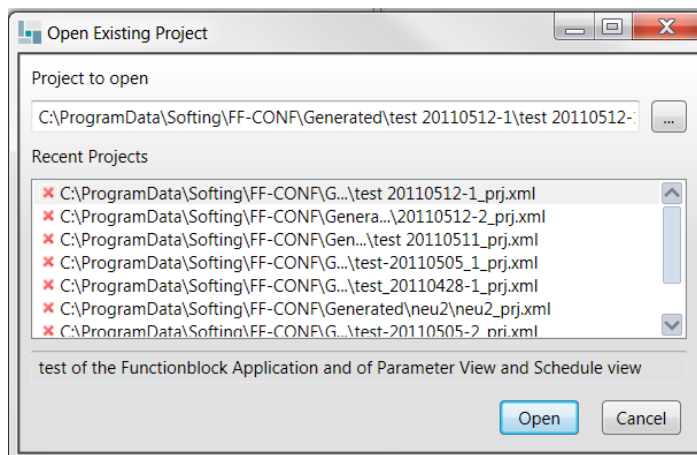 Open Existing Project
Project to open
C:\ProgramData\Softing\FF-CONF\Generated\test 20110512-1\test 20110512-
...
Recent Projects
C:\ProgramData\Softing\FF-CONF\G...\test 20110512-1_prj.xml
C:\ProgramData\Softing\FF-CONF\Genera...\20110512-2_prj.xml
C:\ProgramData\Softing\FF-CONF\Gen...\test 20110511_prj.xml
C:\ProgramData\Softing\FF-CONF\G...\test-20110505_1_prj.xml
C:\ProgramData\Softing\FF-CONF\G...\test_20110428-1_prj.xml
C:\ProgramData\Softing\FF-CONF\Generated\neu2\neu2_prj.xml
C:\ProgramData\Softing\FF-CONF\G...\test-20110505-2_prj.xml
test of the Functionblock Application and of Parameter View and Schedule view
Open Cancel